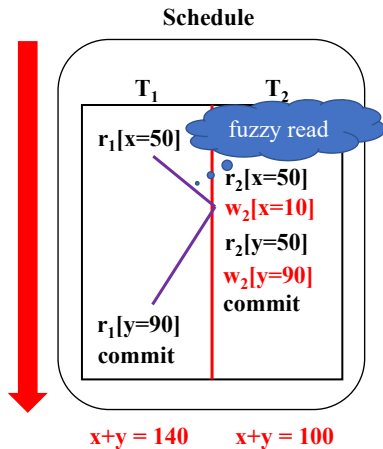 Schedule
T₁ T₂
fuzzy read
r₁[x=50]
r₂[x=50]
w₂[x=10]
r₂[y=50]
w₂[y=90]
commit
r₁[y=90]
commit
x+y = 140 x+y = 100